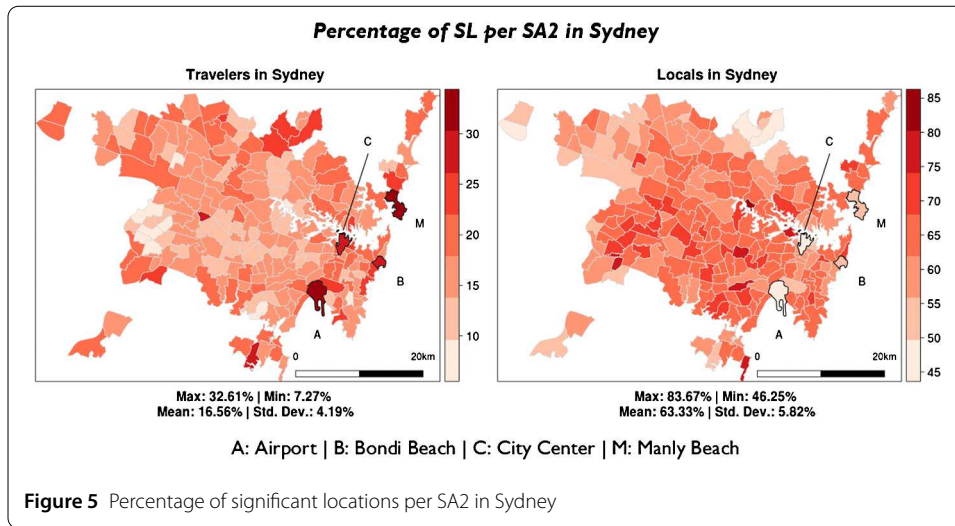 Percentage of SL per SA2 in Sydney
Travelers in Sydney
C
M
B
A
0
20km
30
25
20
15
10
Max: 32.61% | Min: 7.27%
Mean: 16.56% | Std. Dev.: 4.19%
Locals in Sydney
C
M
B
A
0
20km
85
80
75
70
65
60
55
50
45
Max: 83.67% | Min: 46.25%
Mean: 63.33% | Std. Dev.: 5.82%
A: Airport | B: Bondi Beach | C: City Center | M: Manly Beach
Figure 5 Percentage of significant locations per SA2 in Sydney